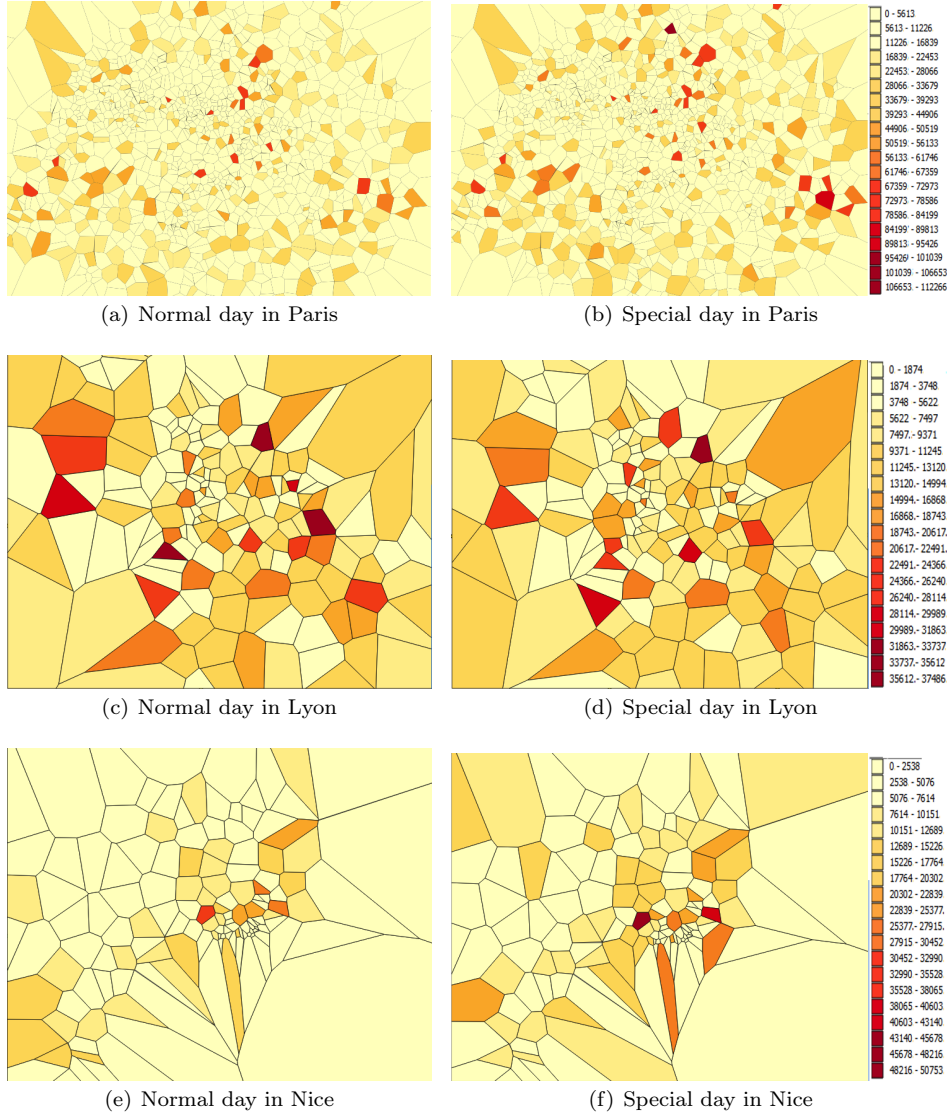 0 - 5613
5613 - 11226
11226 - 16839
16839 - 22453
22453 - 28066
28066 - 33679
33679 - 39293
39293 - 44906
44906 - 50519
50519 - 56133
56133 - 61746
61746 - 67359
67359 - 72973
72973 - 78586
78586 - 84199
84199 - 89813
89813 - 95426
95426 - 101039
101039 - 106653
106653. - 112266
(a) Normal day in Paris
(b) Special day in Paris
0 - 1874
1874 - 3748
3748 - 5622
5622 - 7497
7497. - 9371
9371 - 11245
11245. - 13120
13120. - 14994
14994. - 16868
16868. - 18743
18743. - 20617.
20617 - 22491.
22491. - 24366
24366. - 26240
26240. - 28114
28114. - 29989
29989. - 31863
31863. - 33737
33737. - 35612
35612. - 37486
(c) Normal day in Lyon
(d) Special day in Lyon
0 - 2538
2538 - 5076
5076 - 7614
7614 - 10151
10151 - 12689
12689 - 15226
15226 - 17764
17764 - 20302
20302 - 22839
22839 - 25377.
25377 - 27915.
27915 - 30452
30452 - 32990
32990 - 35528
35528 - 38065
38065 - 40603
40603 - 43140
43140 - 45678
45678 - 48216
48216 - 50753
(e) Normal day in Nice
(f) Special day in Nice